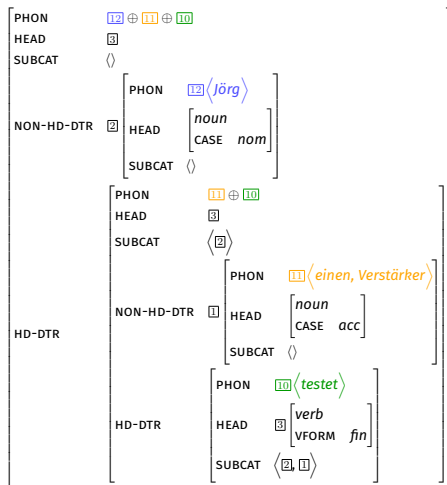 PHON 12 ⊕ 11 ⊕ 10
HEAD 3
SUBCAT ⟨⟩
PHON 12 ⟨Jörg⟩
NON-HD-DTR 2 HEAD noun
CASE nom
SUBCAT ⟨⟩
PHON 11 ⊕ 10
HEAD 3
SUBCAT ⟨2⟩
PHON 11 ⟨einen, Verstärker⟩
NON-HD-DTR 1 HEAD noun
CASE acc
SUBCAT ⟨⟩
HD-DTR
PHON 10 ⟨testet⟩
HD-DTR HEAD 3 verb
VFORM fin
SUBCAT ⟨2, 1⟩